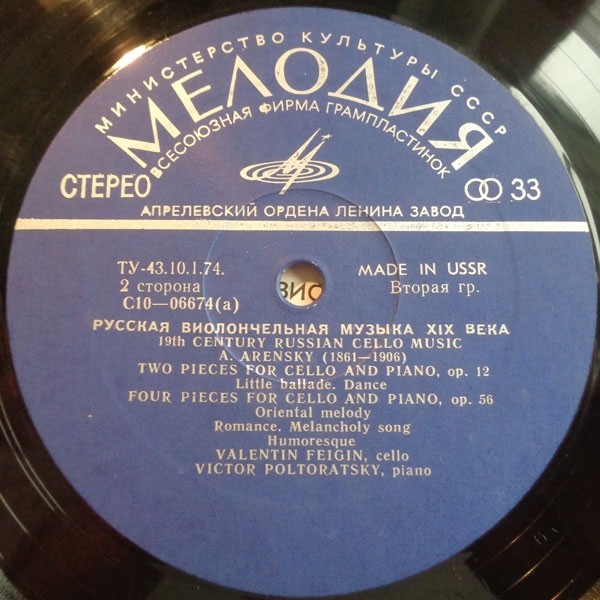 МИНИСТЕРСТВО КУЛЬТУРЫ СССР
МЕЛОДИЯ
ВСЕСОЮЗНАЯ ФИРМА ГРАМПЛАСТИНОК
СТЕРЕО
33
АПРЕЛЕВСКИЙ ОРДЕНА ЛЕНИНА ЗАВОД
ТУ-43.10.1.74.
MADE IN USSR
2 сторона
Вторая гр.
С10—06674(а)
РУССКАЯ ВИОЛОНЧЕЛЬНАЯ МУЗЫКА XIX ВЕКА
19th CENTURY RUSSIAN CELLO MUSIC
A. ARENSKY (1861—1906)
TWO PIECES FOR CELLO AND PIANO, op. 12
Little ballade. Dance
FOUR PIECES FOR CELLO AND PIANO, op. 56
Oriental melody
Romance. Melancholy song
Humoresque
VALENTIN FEIGIN, cello
VICTOR POLTORATSKY, piano